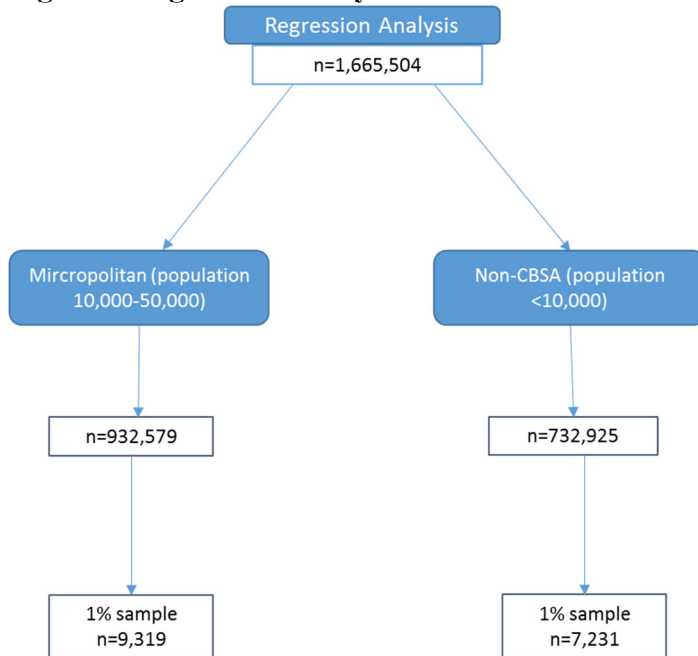 Regression Analysis
n=1,665,504
Mircropolitan (population
10,000-50,000)
Non-CBSA (population
<10,000)
n=932,579
n=732,925
1% sample
n=9,319
1% sample
n=7,231